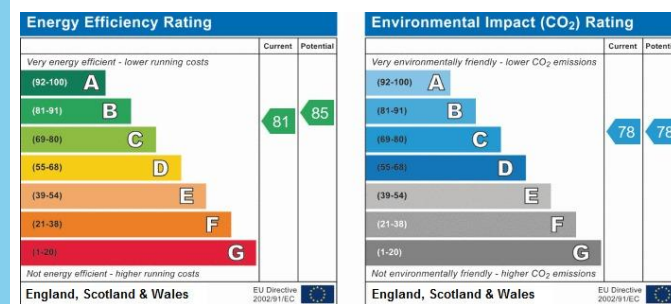 Energy Efficiency Rating
Current Potential
Very energy efficient - lower running costs
(92-100) A
(81-91) B
(69-80) C
(55-68) D
(39-54) E
(21-38) F
(1-20) G
81
85
Not energy efficient - higher running costs
England, Scotland & Wales
EU Directive
2002/91/EC
Environmental Impact (CO₂) Rating
Current Potential
Very environmentally friendly - lower CO₂ emissions
(92-100) A
(81-91) B
(69-80) C
(55-68) D
(39-54) E
(21-38) F
(1-20) G
78
78
Not environmentally friendly - higher CO₂ emissions
England, Scotland & Wales
EU Directive
2002/91/EC